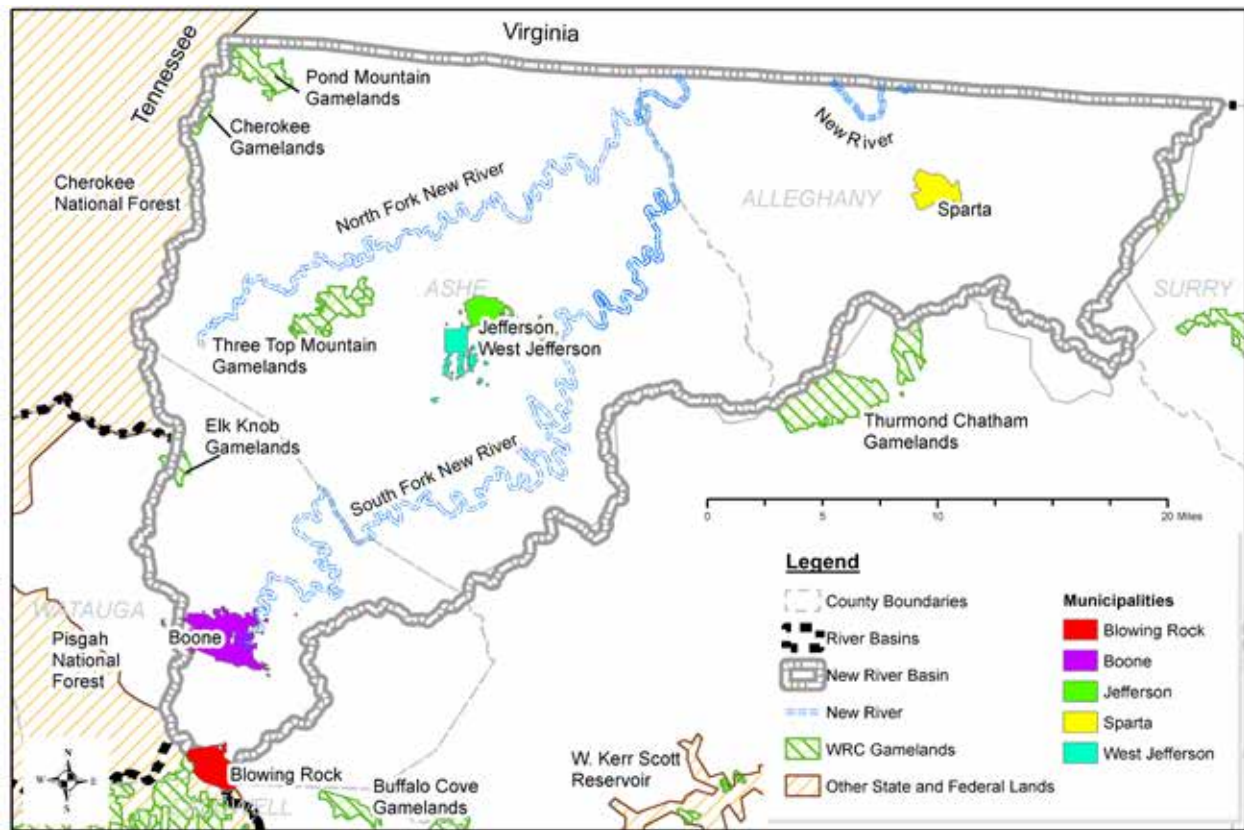 Virginia
Tennessee
Pond Mountain
Gamelands
Cherokee
Gamelands
New River
Cherokee
National Forest
North Fork New River
ALLEGHANY
Sparta
ASHE
SURRY
Jefferson,
West Jefferson
Three Top Mountain
Gamelands
Elk Knob
Gamelands
Thurmond Chatham
Gamelands
South Fork New River
0 5 10 20 Miles
WATAUGA
Boone
Pisgah
National
Forest
N
W E
S
Blowing Rock
Buffalo Cove
Gamelands
W. Kerr Scott
Reservoir
Legend
County Boundaries
River Basins
New River Basin
New River
WRC Gamelands
Other State and Federal Lands
Municipalities
Blowing Rock
Boone
Jefferson
Sparta
West Jefferson